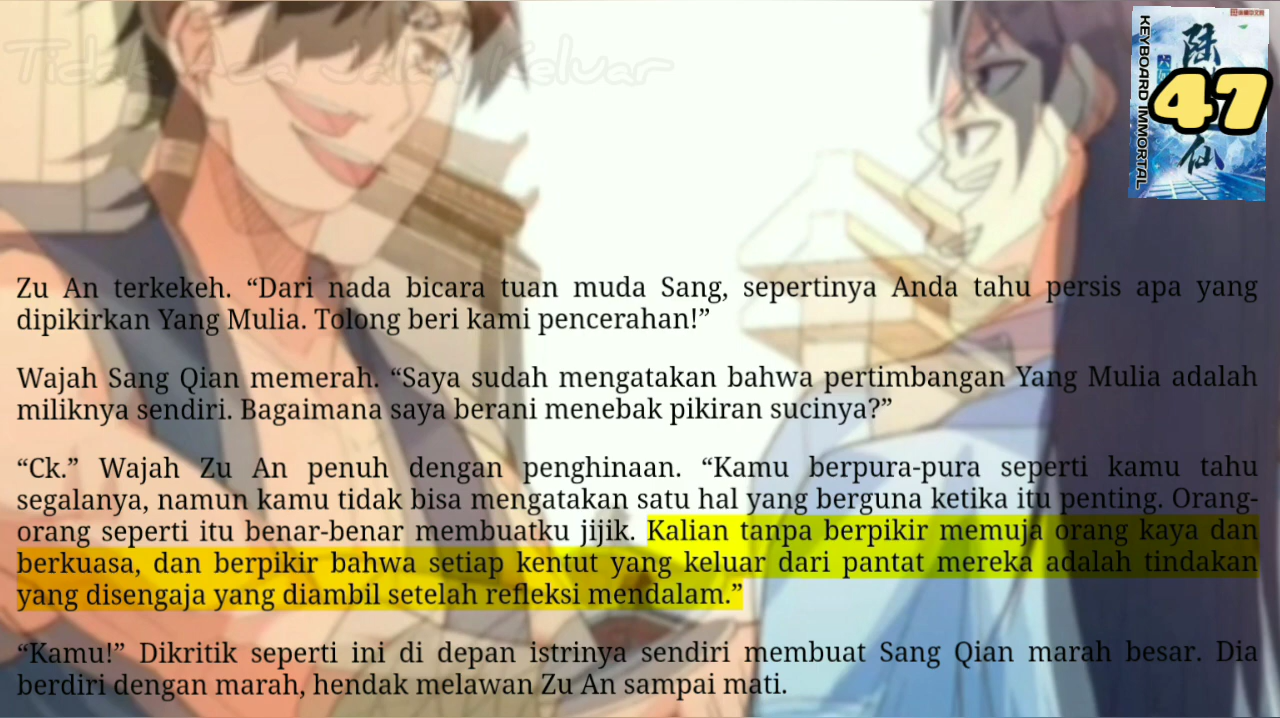 Tidak Ada Jalan Keluar
KEYBOARD IMMORTAL
47
Zu An terkekeh. “Dari nada bicara tuan muda Sang, sepertinya Anda tahu persis apa yang
dipikirkan Yang Mulia. Tolong beri kami pencerahan!”
Wajah Sang Qian memerah. “Saya sudah mengatakan bahwa pertimbangan Yang Mulia adalah
miliknya sendiri. Bagaimana saya berani menebak pikiran sucinya?”
“Ck.” Wajah Zu An penuh dengan penghinaan. “Kamu berpura-pura seperti kamu tahu
segalanya, namun kamu tidak bisa mengatakan satu hal yang berguna ketika itu penting. Orang-
orang seperti itu benar-benar membuatku jijik. Kalian tanpa berpikir memuja orang kaya dan
berkuasa, dan berpikir bahwa setiap kentut yang keluar dari pantat mereka adalah tindakan
yang disengaja yang diambil setelah refleksi mendalam.”
“Kamu!” Dikritik seperti ini di depan istrinya sendiri membuat Sang Qian marah besar. Dia
berdiri dengan marah, hendak melawan Zu An sampai mati.